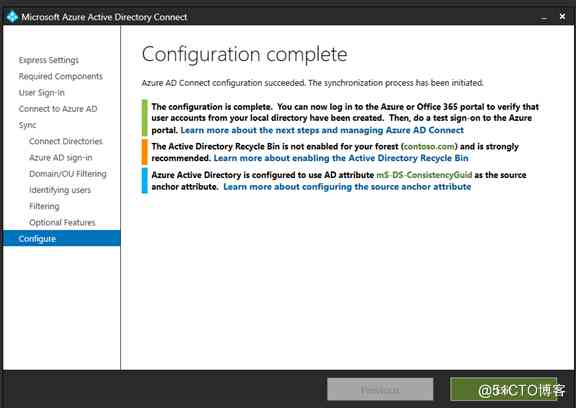 Microsoft Azure Active Directory Connect
Express Settings
Required Components
User Sign-In
Connect to Azure AD
Sync
Connect Directories
Azure AD sign-in
Domain/OU Filtering
Identifying users
Filtering
Optional Features
Configure
Configuration complete
Azure AD Connect configuration succeeded. The synchronization process has been initiated.
The configuration is complete. You can now log in to the Azure or Office 365 portal to verify that
user accounts from your local directory have been created. Then, do a test sign-on to the Azure
portal. Learn more about the next steps and managing Azure AD Connect
The Active Directory Recycle Bin is not enabled for your forest (contoso.com) and is strongly
recommended. Learn more about enabling the Active Directory Recycle Bin
Azure Active Directory is configured to use AD attribute mS-DS-ConsistencyGuid as the source
anchor attribute. Learn more about configuring the source anchor attribute
Previous
@51CTO博客